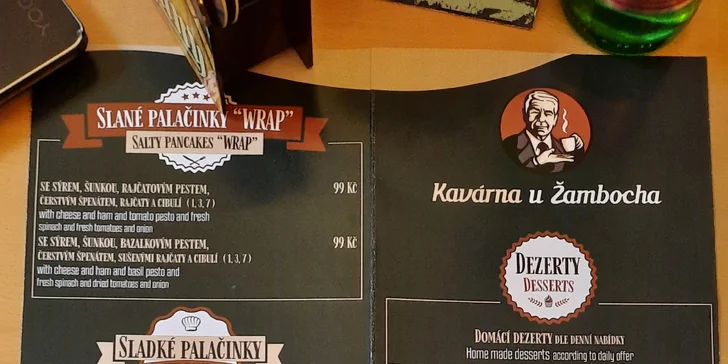 SLANÉ PALAČINKY "WRAP"
SALTY PANCAKES "WRAP"
SE SÝREM, ŠUNKOU, RAJČATOVÝM PESTEM, 99 Kč
ČERSTVÝM ŠPENÁTEM, RAJČATY A CIBULÍ (1, 3, 7)
with cheese and ham and tomato pesto and fresh
spinach and fresh tomatoes and onion
SE SÝREM, ŠUNKOU, BAZALKOVÝM PESTEM, 99 Kč
ČERSTVÝM ŠPENÁTEM, SUŠENÝMI RAJČATY A CIBULÍ (1, 3, 7)
with cheese and ham and basil pesto and
fresh spinach and dried tomatoes and onion
SLADKÉ PALAČINKY
Kavárna u Žambocha
DEZERTY
DESSERTS
DOMÁCÍ DEZERTY DLE DENNÍ NABÍDKY
Home made desserts according to daily offer